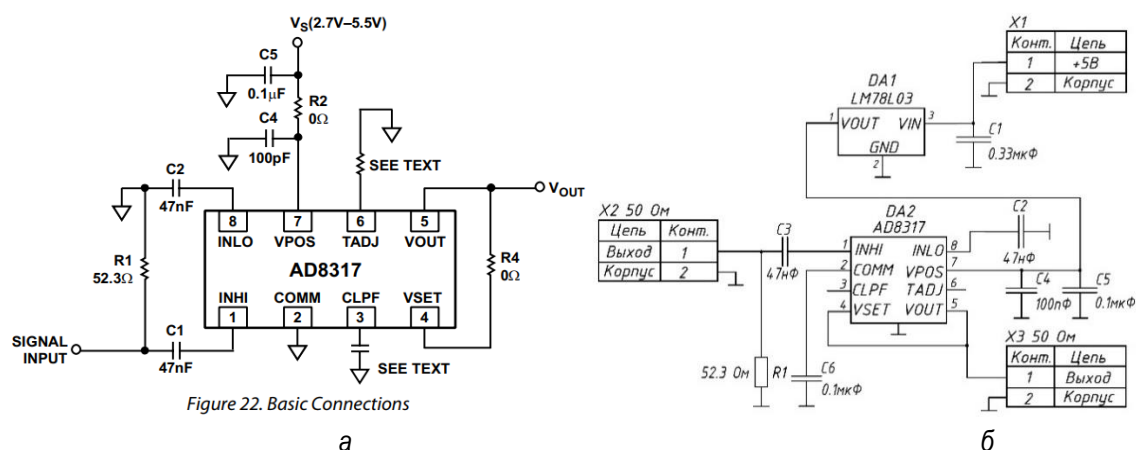 VS(2.7V–5.5V)
C5
0.1µF
R2
0Ω
C4
100pF
SEE TEXT
C2
47nF
VOUT
8 7 6 5
INLO VPOS TADJ VOUT
R1
52.3Ω
AD8317
R4
0Ω
INHI COMM CLPF VSET
1 2 3 4
SIGNAL
INPUT
C1
47nF
SEE TEXT
Figure 22. Basic Connections
а
X1
Конт. Цепь
1 +5В
2 Корпус
DA1
LM78L03
1 VOUT VIN 3
GND
2
C1
0.33мкФ
X2 50 Ом
Цепь Конт.
Выход 1
Корпус 2
C3
47нФ
DA2
AD8317
1 INHI INLO 8
2 COMM VPOS 7
3 CLPF TADJ 6
4 VSET VOUT 5
C2
47нФ
C4
100пФ
C5
0.1мкФ
52.3 Ом R1
C6
0.1мкФ
X3 50 Ом
Конт. Цепь
1 Выход
2 Корпус
б